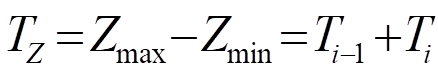 T_Z = Z_max − Z_min = T_{i−1} + T_i